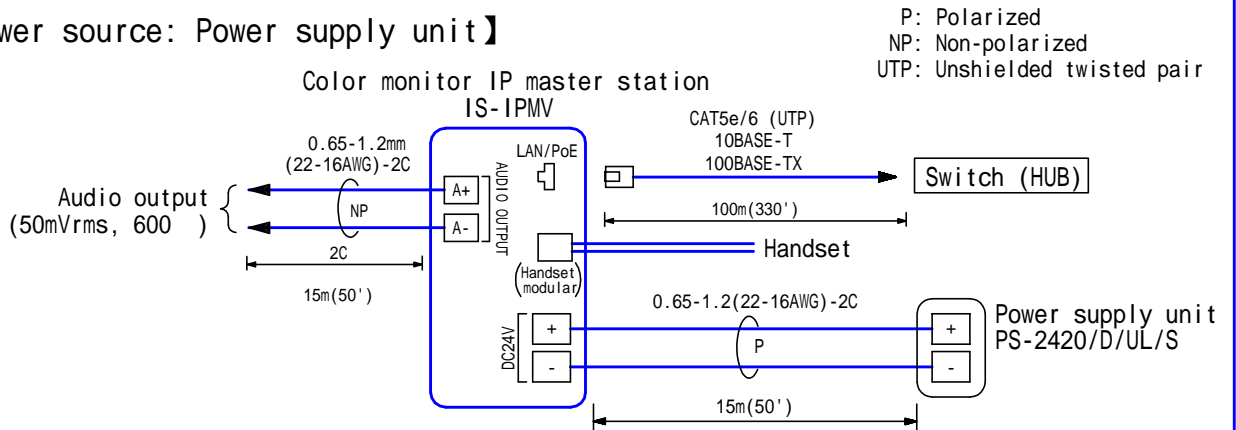 wer source: Power supply unit】
P: Polarized
NP: Non-polarized
UTP: Unshielded twisted pair
Color monitor IP master station
IS-IPMV
CAT5e/6 (UTP)
10BASE-T
100BASE-TX
0.65-1.2mm
(22-16AWG)-2C
LAN/PoE
Switch (HUB)
Audio output
(50mVrms, 600 )
NP
A+
A-
AUDIO OUTPUT
100m(330')
2C
15m(50')
Handset
(Handset
modular)
0.65-1.2(22-16AWG)-2C
DC24V
+
-
P
+
-
Power supply unit
PS-2420/D/UL/S
15m(50')